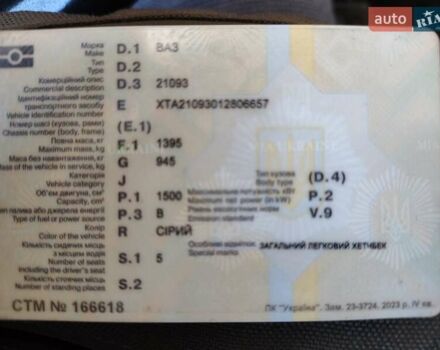 auto RIA
Марка D.1 ВАЗ
Make
Тип D.2
Type
Комерційний опис D.3 21093
Commercial description
Ідентифікаційний номер
транспортного засобу E XTA21093012806657
Vehicle identification number
Номер шасі (кузова, рами) (E.1)
Chassis number (body, frame)
Повна маса, кг F.1 1395
Maximum mass, kg
Маса без навантаження, кг G 945
Mass of the vehicle in service, kg
Категорія J Тип кузова (D.4)
Vehicle category Body type
Об'єм двигуна, см³ P.1 1500 Максимальна потужність кВт P.2
Capacity, cm³ Maximum net power (in kW)
тип палива або джерела енергії P.3 B Рівень екологічних норм V.9
Type of fuel or power source Emission standard
Колір R СІРИЙ
Color of the vehicle
Кількість сидячих місць Особливі відмітки ЗАГАЛЬНИЙ ЛЕГКОВИЙ ХЕТЧБЕК
з місцем водія S.1 5 Special marks
Number of seats
including the driver's seat
Кількість стоячих місць S.2
Number of standing places
СТМ № 166618
ПК "Україна". Зам. 23-3724. 2023 р. IV кв.